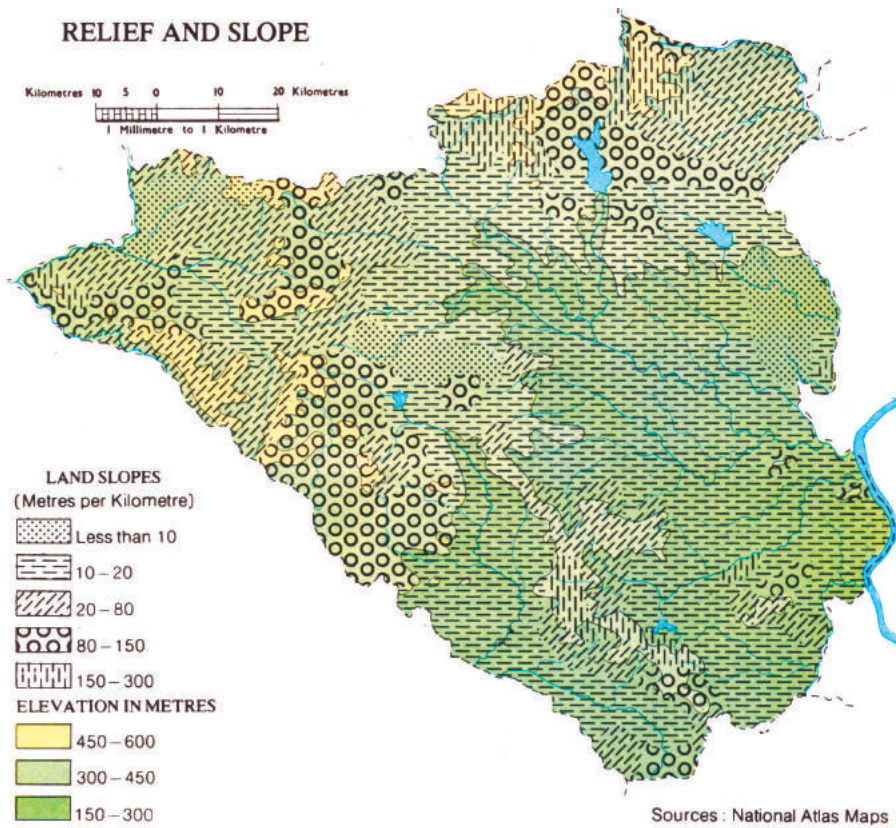 RELIEF AND SLOPE
Kilometres 10 5 0 10 20 Kilometres
1 Millimetre to 1 Kilometre
LAND SLOPES
(Metres per Kilometre)
Less than 10
10–20
20–80
80–150
150–300
ELEVATION IN METRES
450–600
300–450
150–300
Sources : National Atlas Maps